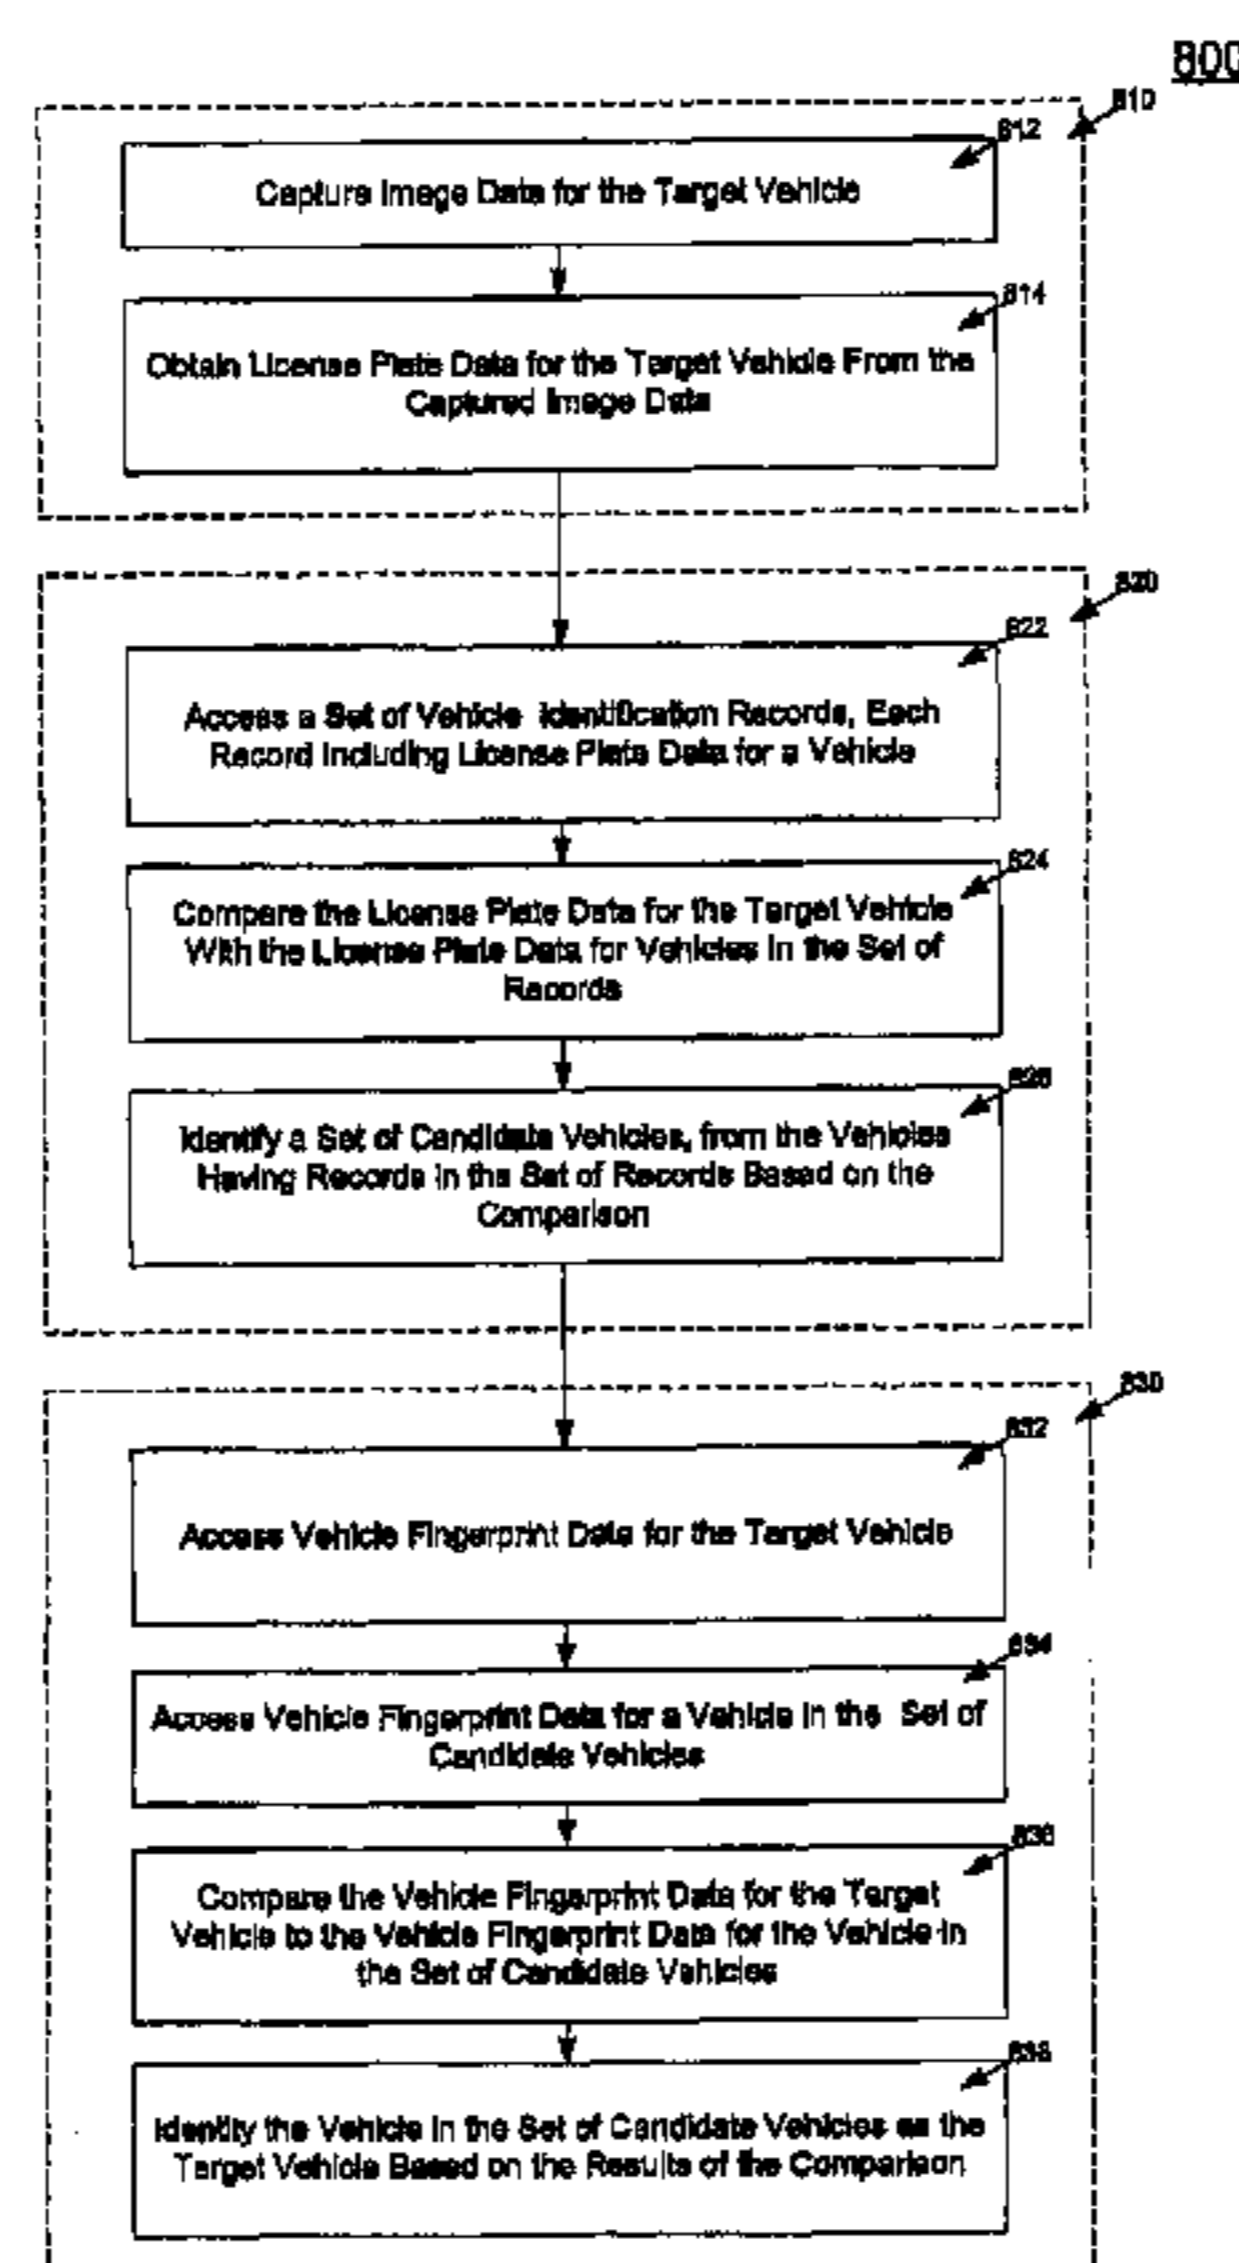 800
810
812
Capture Image Data for the Target Vehicle
814
Obtain License Plate Data for the Target Vehicle From the
Captured Image Data
820
822
Access a Set of Vehicle Identification Records, Each
Record Including License Plate Data for a Vehicle
824
Compare the License Plate Data for the Target Vehicle
With the License Plate Data for Vehicles in the Set of
Records
826
Identify a Set of Candidate Vehicles, from the Vehicles
Having Records in the Set of Records Based on the
Comparison
830
832
Access Vehicle Fingerprint Data for the Target Vehicle
834
Access Vehicle Fingerprint Data for a Vehicle in the Set of
Candidate Vehicles
836
Compare the Vehicle Fingerprint Data for the Target
Vehicle to the Vehicle Fingerprint Data for the Vehicle in
the Set of Candidate Vehicles
838
Identify the Vehicle in the Set of Candidate Vehicles as the
Target Vehicle Based on the Results of the Comparison